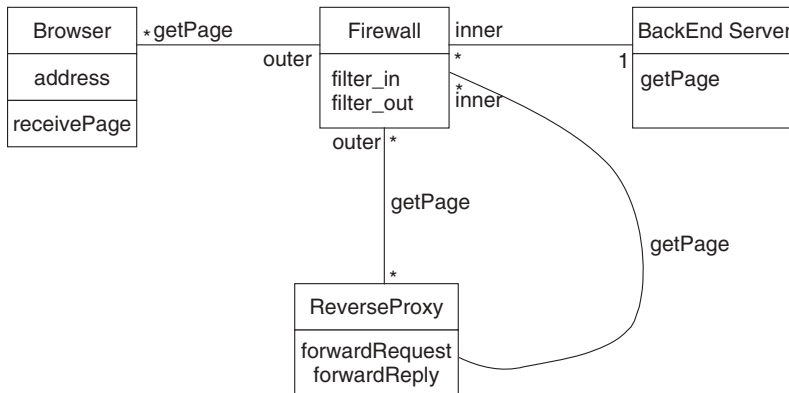 Browser
address
receivePage
* getPage
outer
Firewall
filter_in
filter_out
inner
*
1
BackEnd Server
getPage
*
inner
outer *
getPage
getPage
*
ReverseProxy
forwardRequest
forwardReply